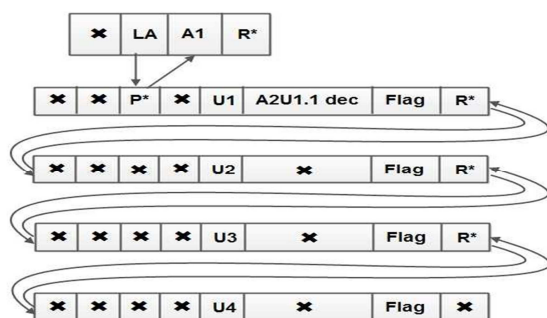 ✖ LA A1 R*
✖ ✖ P* ✖ U1 A2U1.1 dec Flag R*
✖ ✖ ✖ ✖ U2 ✖ Flag R*
✖ ✖ ✖ ✖ U3 ✖ Flag R*
✖ ✖ ✖ ✖ U4 ✖ Flag ✖